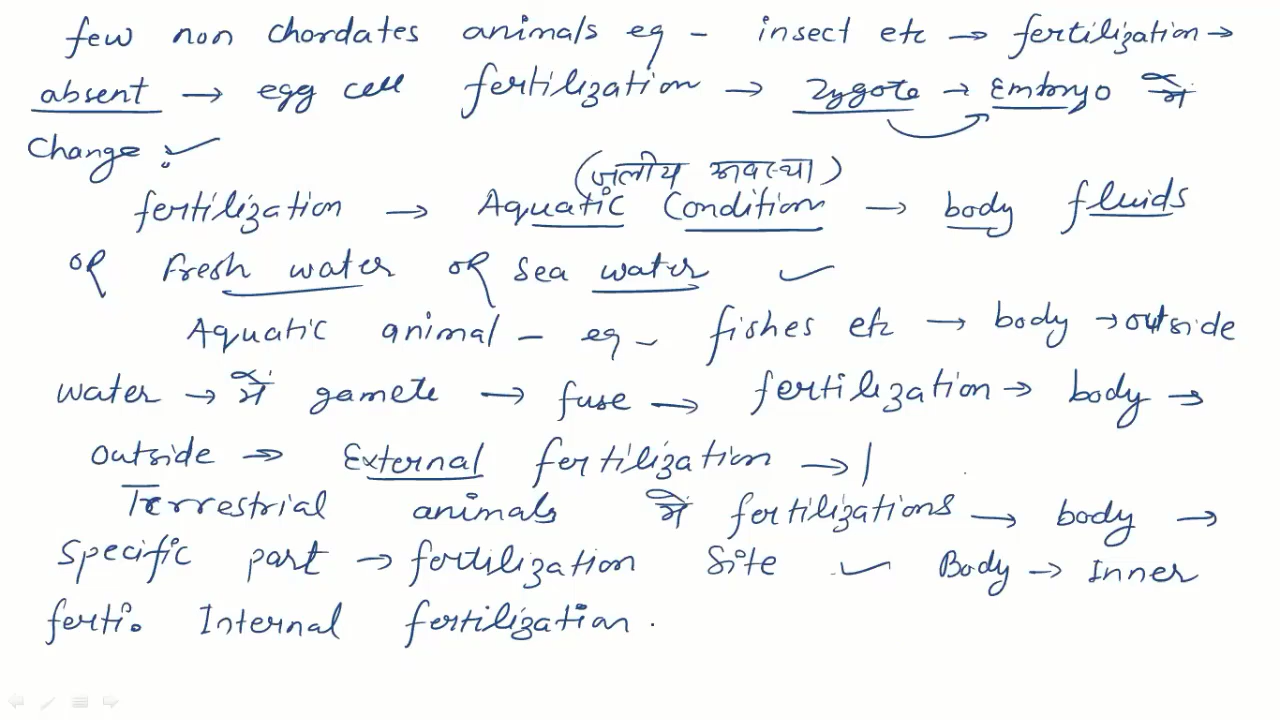 few non chordates animals eg - insect etc → fertilization →
absent → egg cell fertilization → Zygote → Embryo में
Change.
(जलीय अवस्था)
fertilization → Aquatic Condition → body fluids
or fresh water or sea water
Aquatic animal - eg - fishes etc → body → outside
water → में gamete → fuse → fertilization → body →
outside → External fertilization → |
Terrestrial animals में fertilizations → body →
Specific part → fertilization Site Body → Inner
ferti. Internal fertilization.